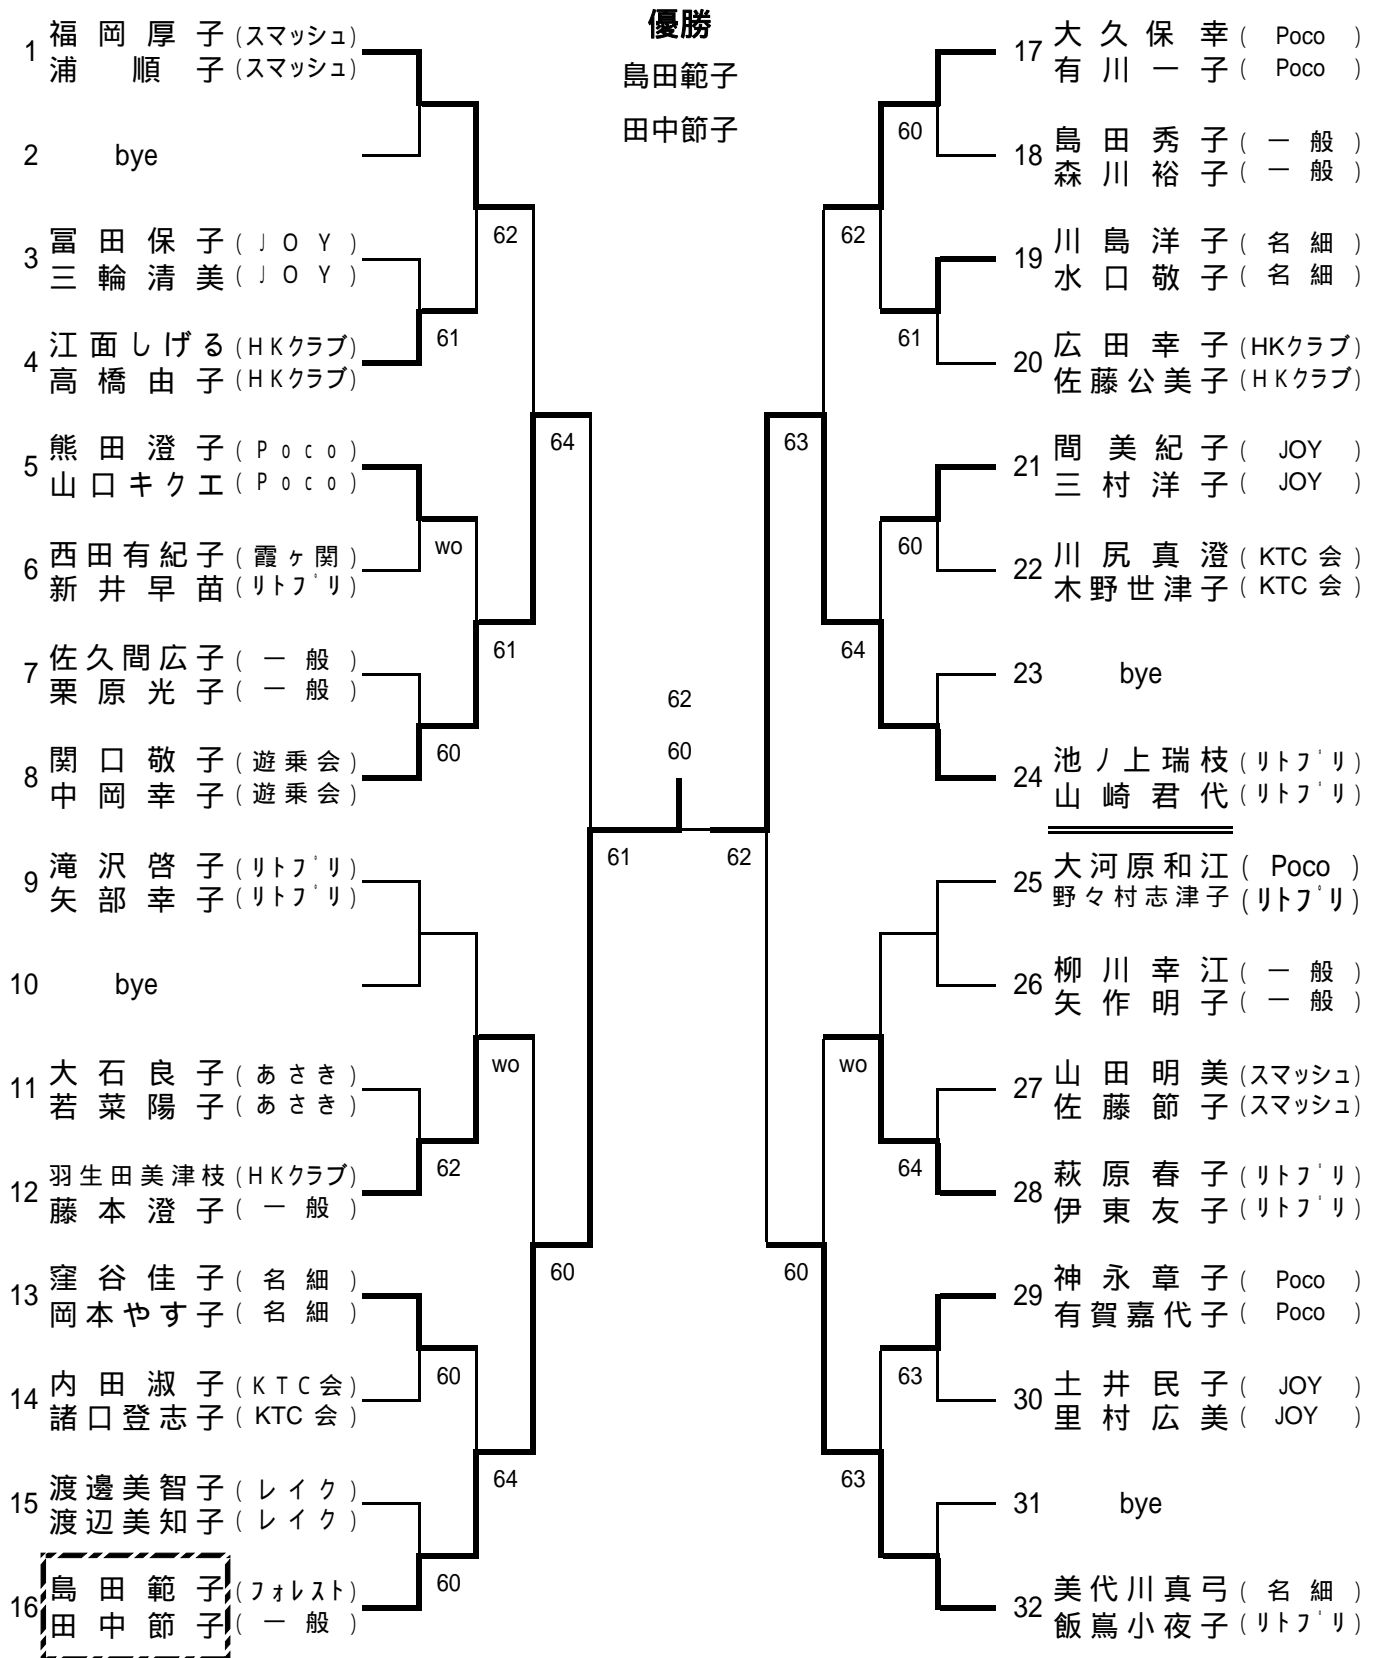 優勝
島田範子
田中節子
1 福岡厚子(スマッシュ)
浦順子(スマッシュ)
2 bye
3 冨田保子(JOY)
三輪清美(JOY)
4 江面しげる(HKクラブ)
高橋由子(HKクラブ)
5 熊田澄子(Poco)
山口キクエ(Poco)
6 西田有紀子(霞ヶ関)
新井早苗(リトプリ)
7 佐久間広子(一般)
栗原光子(一般)
8 関口敬子(遊乗会)
中岡幸子(遊乗会)
9 滝沢啓子(リトプリ)
矢部幸子(リトプリ)
10 bye
11 大石良子(あさき)
若菜陽子(あさき)
12 羽生田美津枝(HKクラブ)
藤本澄子(一般)
13 窪谷佳子(名細)
岡本やす子(名細)
14 内田淑子(KTC会)
諸口登志子(KTC会)
15 渡邊美智子(レイク)
渡辺美知子(レイク)
16 島田範子(フォレスト)
田中節子(一般)
61
wo
60
62
60
60
62
61
wo
64
64
60
61
62
60
62
63
60
62
64
wo
63
60
61
60
64
63
17 大久保幸(Poco)
有川一子(Poco)
18 島田秀子(一般)
森川裕子(一般)
19 川島洋子(名細)
水口敬子(名細)
20 広田幸子(HKクラブ)
佐藤公美子(HKクラブ)
21 間美紀子(JOY)
三村洋子(JOY)
22 川尻真澄(KTC会)
木野世津子(KTC会)
23 bye
24 池ノ上瑞枝(リトプリ)
山崎君代(リトプリ)
25 大河原和江(Poco)
野々村志津子(リトプリ)
26 柳川幸江(一般)
矢作明子(一般)
27 山田明美(スマッシュ)
佐藤節子(スマッシュ)
28 萩原春子(リトプリ)
伊東友子(リトプリ)
29 神永章子(Poco)
有賀嘉代子(Poco)
30 土井民子(JOY)
里村広美(JOY)
31 bye
32 美代川真弓(名細)
飯嶌小夜子(リトプリ)